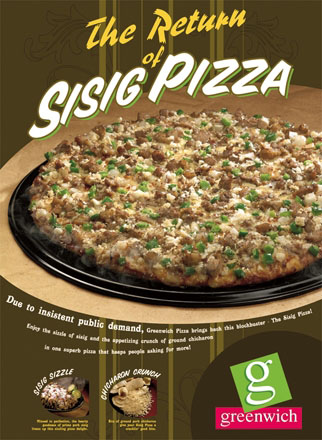 The Return
of
SISIG PIZZA
Due to insistent public demand, Greenwich Pizza brings back this blockbuster - The Sisig Pizza!
Enjoy the sizzle of sisig and the appetizing crunch of ground chicharon
in one superb pizza that keeps people asking for more!
SISIG SIZZLE
CHICHARON CRUNCH
g
greenwich